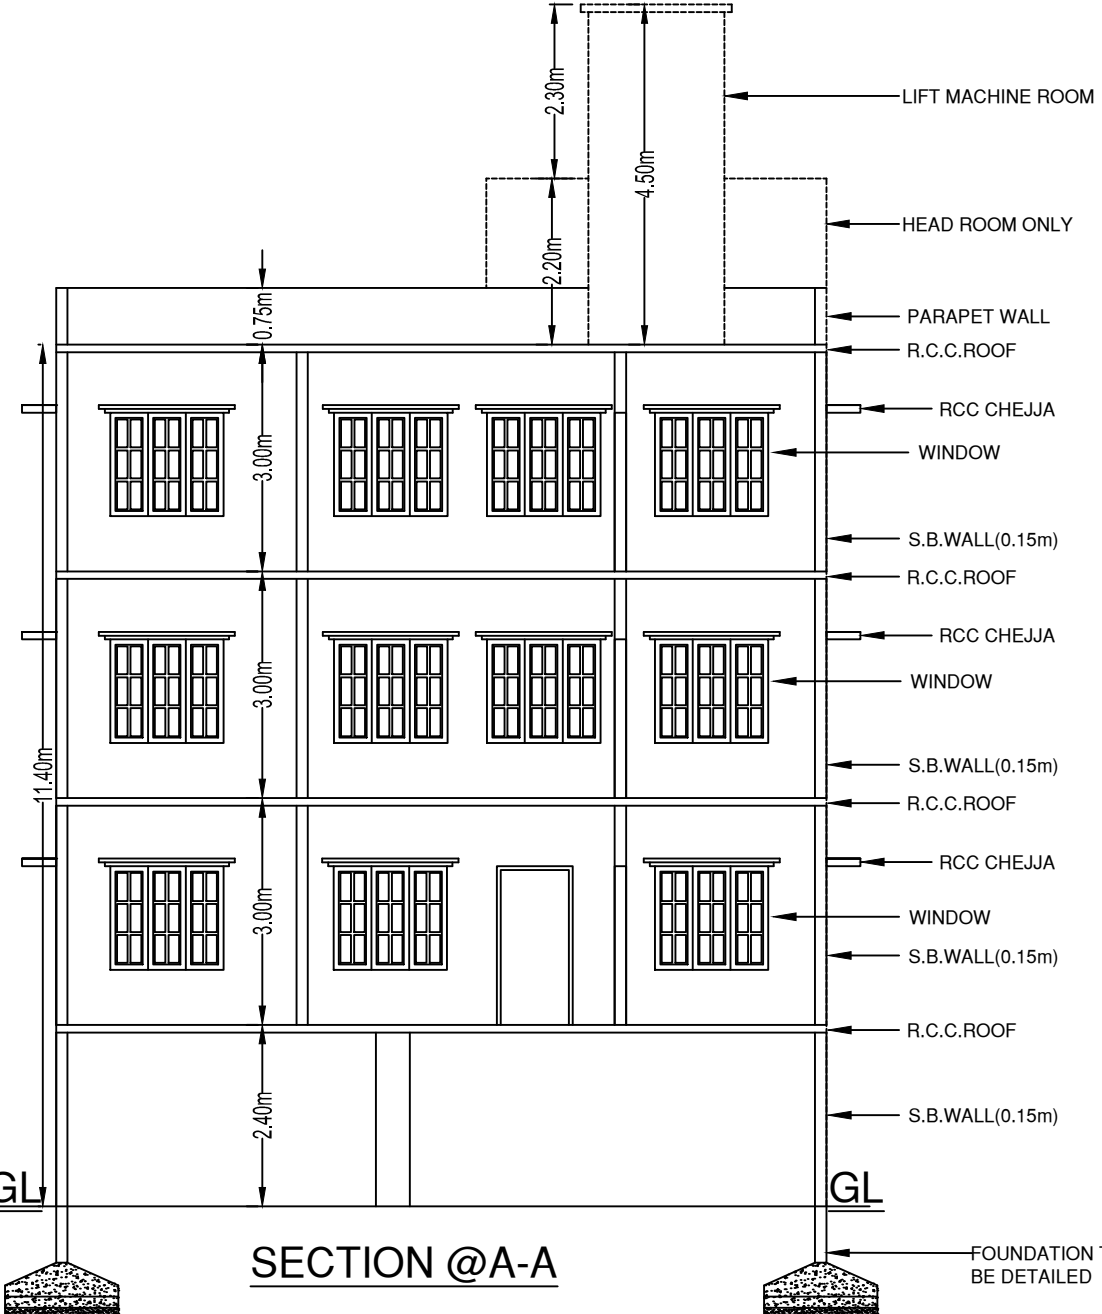 2.30m
LIFT MACHINE ROOM
4.50m
HEAD ROOM ONLY
2.20m
0.75m
PARAPET WALL
R.C.C.ROOF
RCC CHEJJA
WINDOW
3.00m
S.B.WALL(0.15m)
R.C.C.ROOF
RCC CHEJJA
3.00m
WINDOW
11.40m
S.B.WALL(0.15m)
R.C.C.ROOF
RCC CHEJJA
3.00m
WINDOW
S.B.WALL(0.15m)
R.C.C.ROOF
2.40m
S.B.WALL(0.15m)
GL
GL
SECTION @A-A
FOUNDATION
BE DETAILED